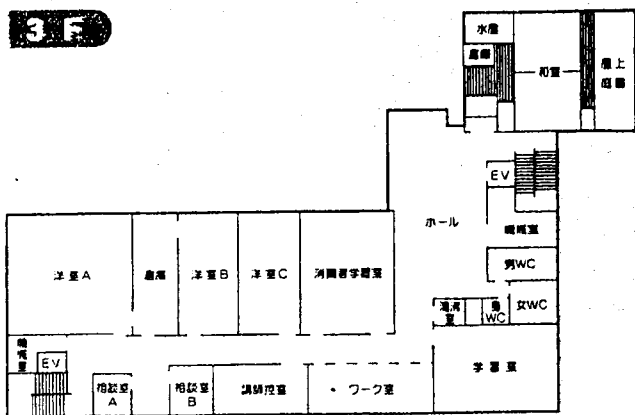 3F
水屋
倉庫
和室
屋上
庭園
EV
ホール
機械室
男WC
女WC
湯沸室
身WC
学習室
洋室A
倉庫
洋室B
洋室C
消費者学習室
機械室
EV
相談室
A
相談室
B
講師控室
ワーク室